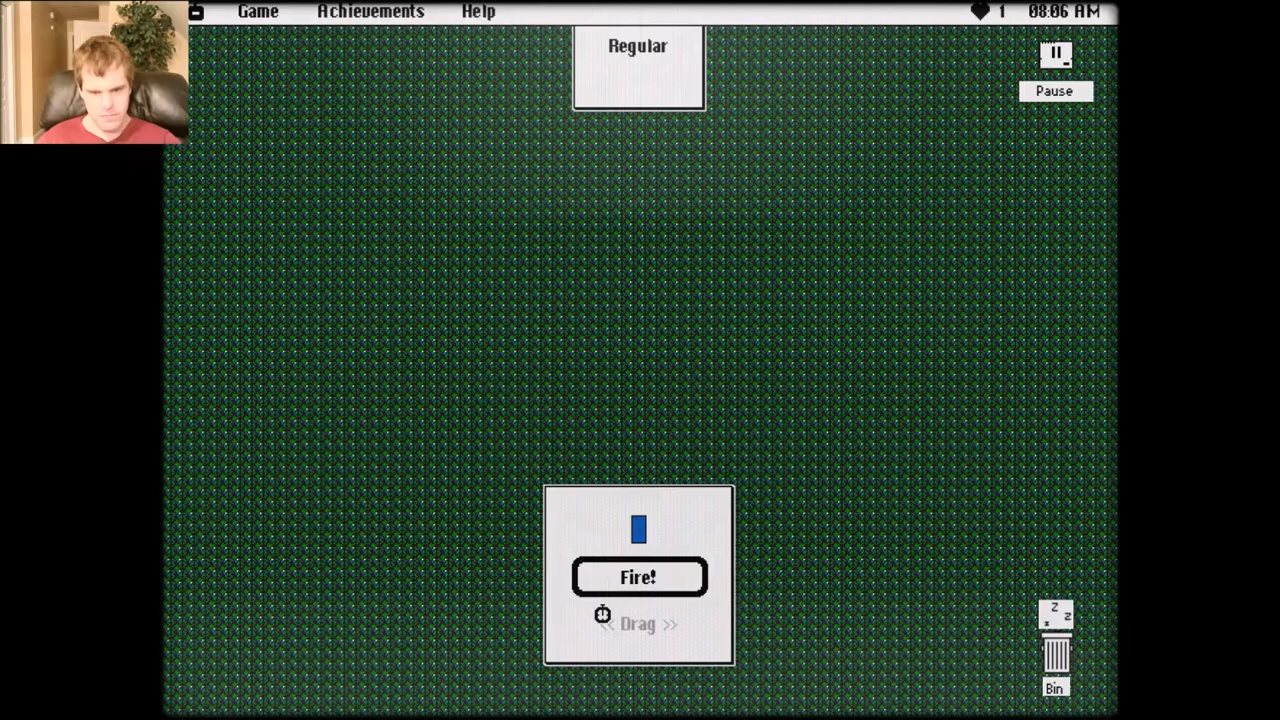 Game Achievements Help 1 08:06 AM
Regular
Pause
Fire!
<< Drag >>
z z z
Bin